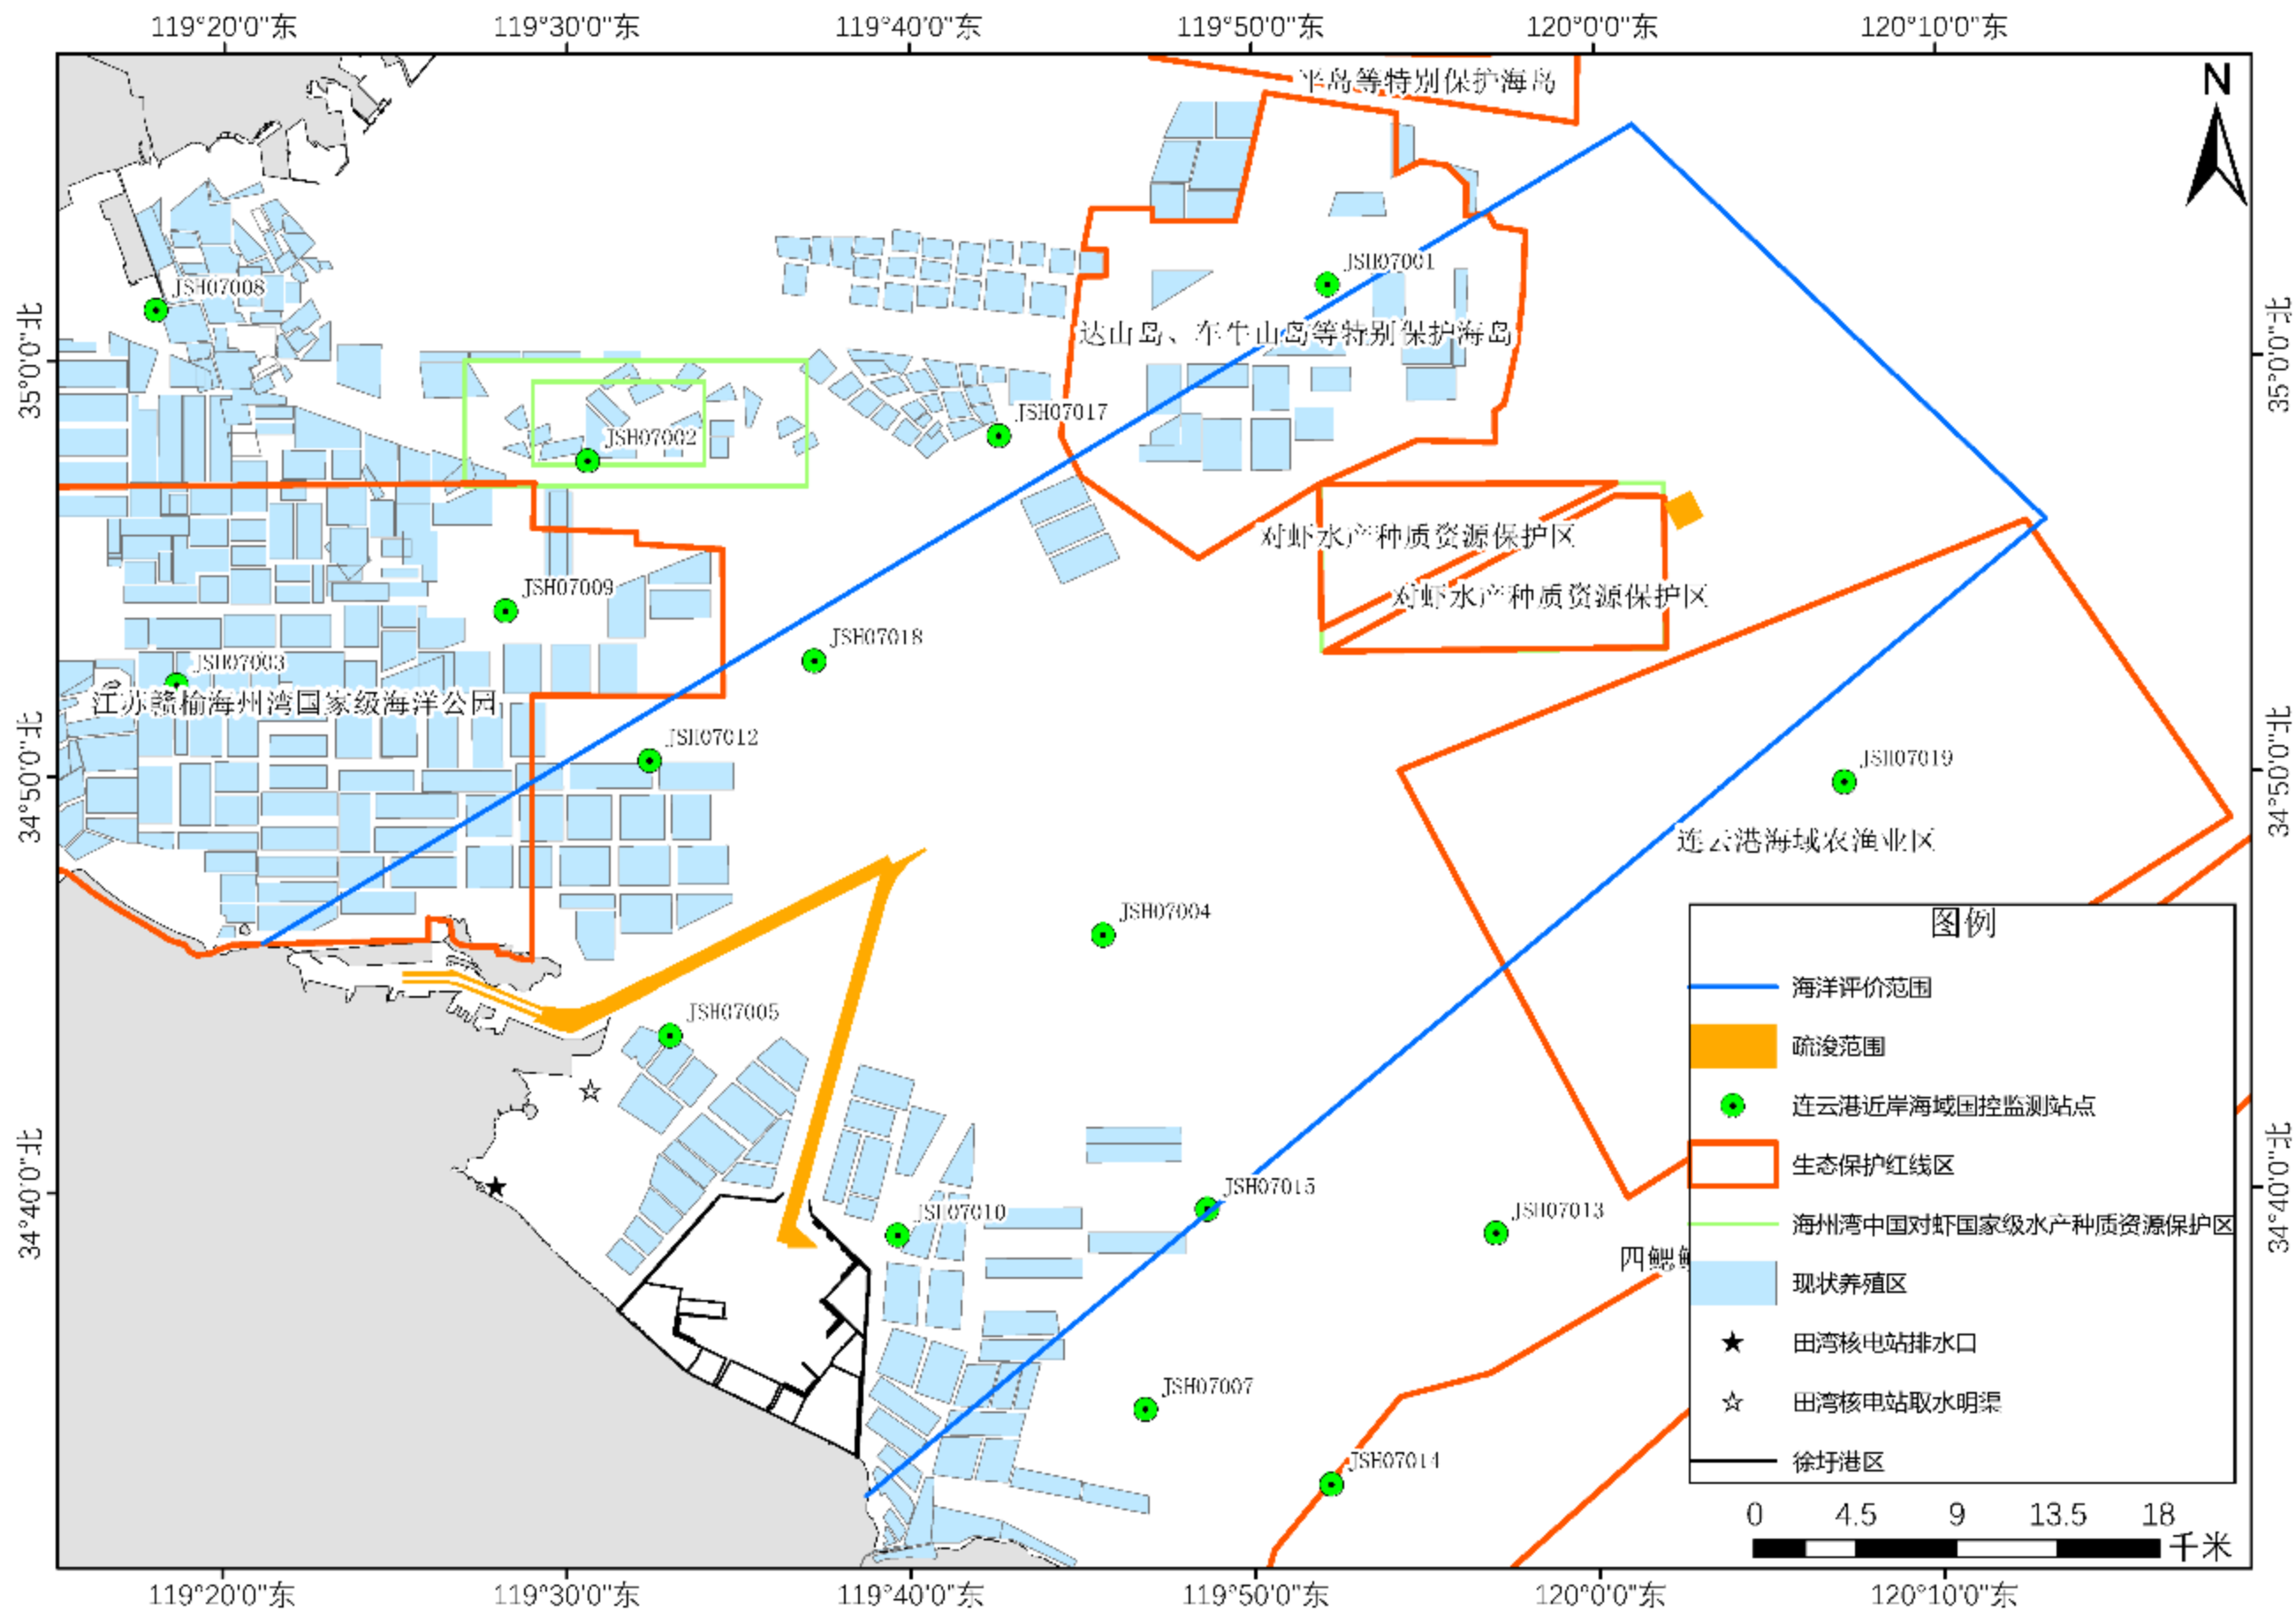 119°20'0"东
119°30'0"东
119°40'0"东
119°50'0"东
120°0'0"东
120°10'0"东
平岛等特别保护海岛
N
JSH07001
JSH07008
35°0'0"北
35°0'0"北
达山岛、车牛山岛等特别保护海岛
JSH07017
JSH07002
对虾水产种质资源保护区
JSH07009
对虾水产种质资源保护区
JSH07018
JSH07003
江苏赣榆海州湾国家级海洋公园
JSH07012
JSH07019
34°50'0"北
34°50'0"北
连云港海域农渔业区
JSH07004
JSH07005
JSH07015
JSH07010
JSH07013
34°40'0"北
34°40'0"北
四鳃
JSH07007
JSH07014
图例
海洋评价范围
疏浚范围
连云港近岸海域国控监测站点
生态保护红线区
海州湾中国对虾国家级水产种质资源保护区
现状养殖区
田湾核电站排水口
田湾核电站取水明渠
徐圩港区
0 4.5 9 13.5 18
千米
119°20'0"东
119°30'0"东
119°40'0"东
119°50'0"东
120°0'0"东
120°10'0"东